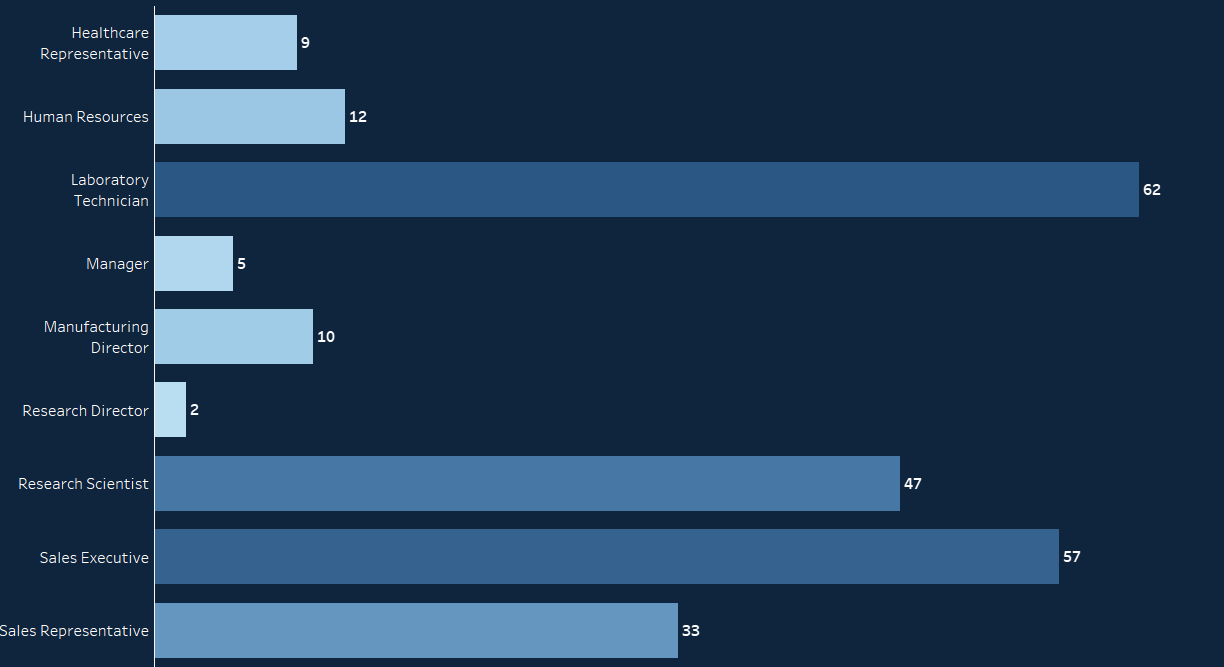 Healthcare
Representative
9
Human Resources
12
Laboratory
Technician
62
Manager
5
Manufacturing
Director
10
Research Director
2
Research Scientist
47
Sales Executive
57
Sales Representative
33